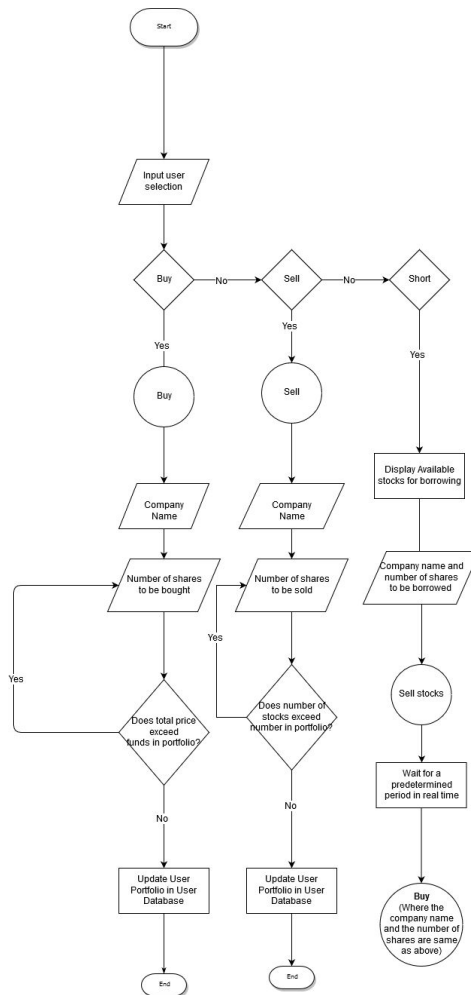 Start
Input user
selection
Buy
No
Sell
No
Short
Yes
Yes
Yes
Buy
Sell
Display Available
stocks for borrowing
Company
Name
Company
Name
Company name and
number of shares
to be borrowed
Number of shares
to be bought
Number of shares
to be sold
Yes
Yes
Sell stocks
Does total price
exceed
funds in portfolio?
Does number of
stocks exceed
number in portfolio?
Wait for a
predetermined
period in real time
No
No
Update User
Portfolio in User
Database
Update User
Portfolio in User
Database
Buy
(Where the
company name
and the number of
shares are same
as above)
End
End